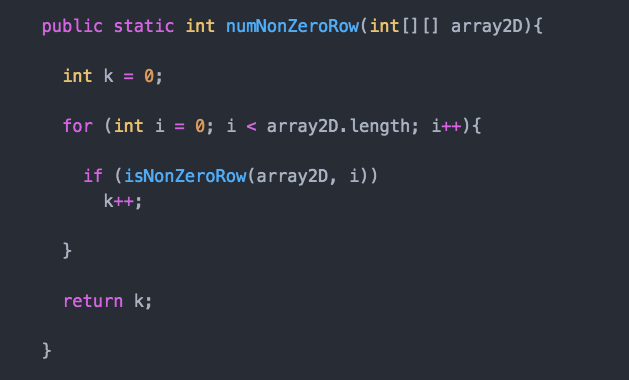 public static int numNonZeroRow(int[][] array2D){
int k = 0;
for (int i = 0; i < array2D.length; i++){
if (isNonZeroRow(array2D, i))
k++;
}
return k;
}